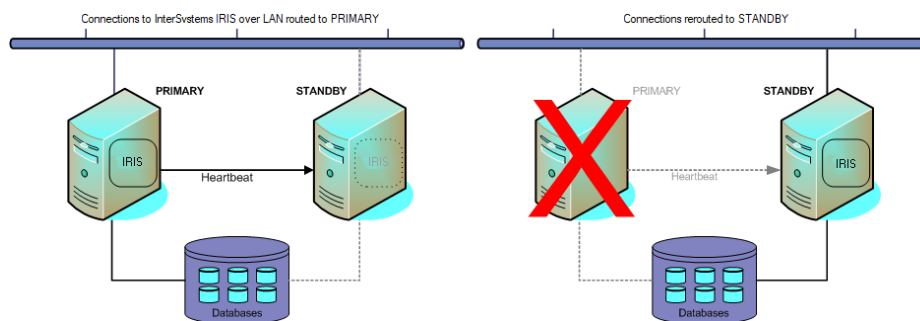 Connections to InterSystems IRIS over LAN routed to PRIMARY
PRIMARY
STANDBY
IRIS
IRIS
Heartbeat
Databases
Connections rerouted to STANDBY
PRIMARY
STANDBY
IRIS
Heartbeat
Databases